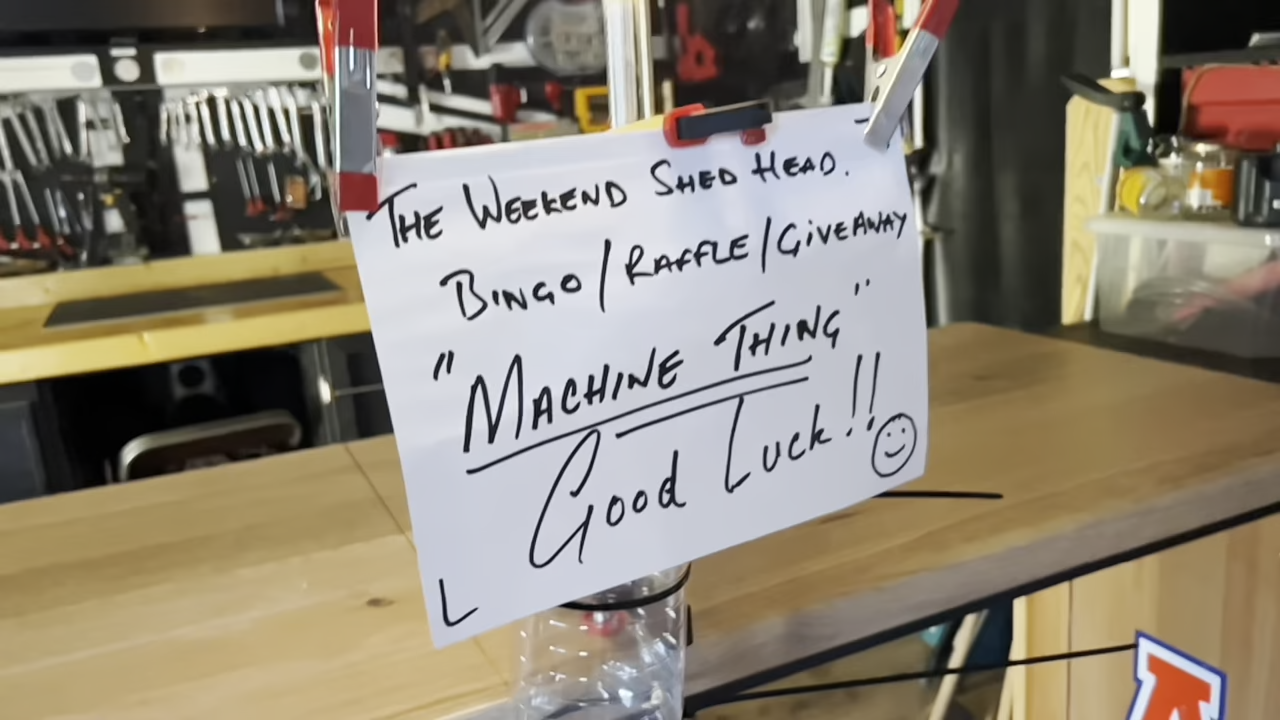 THE WEEKEND SHED HEAD.
BINGO/RAFFLE/GIVEAWAY
"MACHINE THING"
GOOD LUCK!!